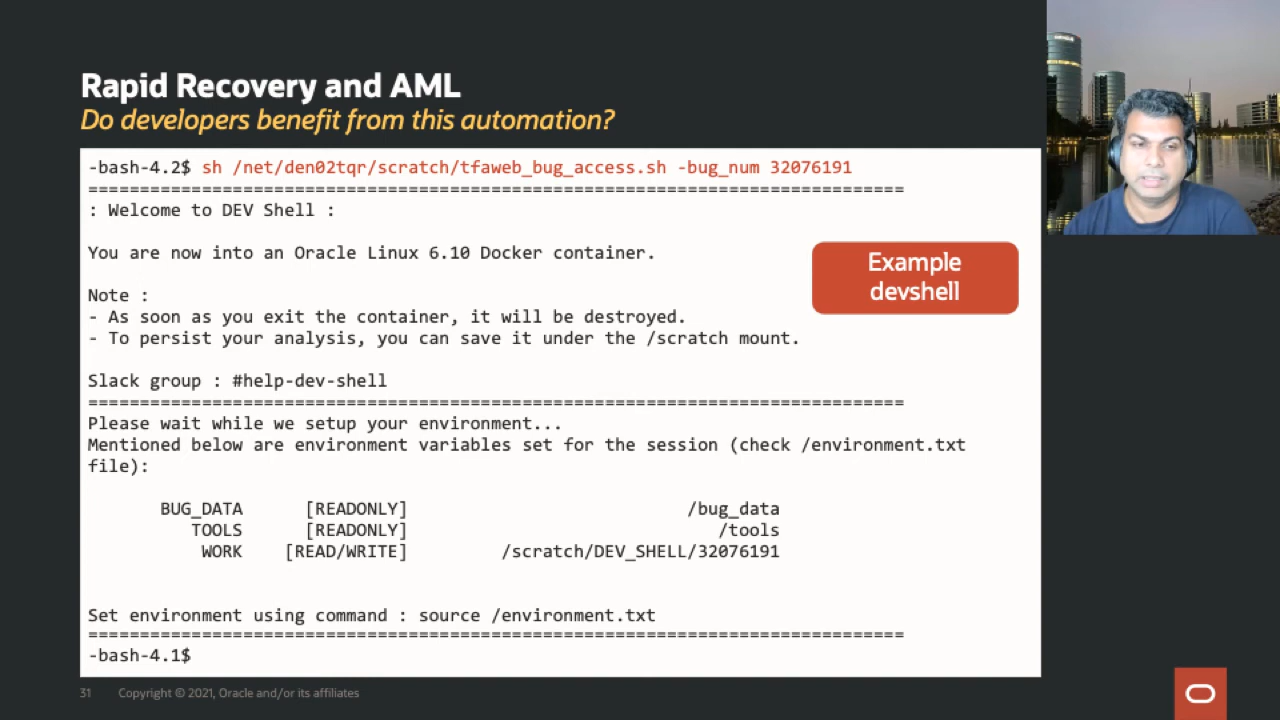 Rapid Recovery and AML
Do developers benefit from this automation?
-bash-4.2$ sh /net/den02tqr/scratch/tfaweb_bug_access.sh -bug_num 32076191
================================================================================
: Welcome to DEV Shell :
You are now into an Oracle Linux 6.10 Docker container.
Example
devshell
Note :
- As soon as you exit the container, it will be destroyed.
- To persist your analysis, you can save it under the /scratch mount.
Slack group : #help-dev-shell
================================================================================
Please wait while we setup your environment...
Mentioned below are environment variables set for the session (check /environment.txt
file):
BUG_DATA [READONLY] /bug_data
TOOLS [READONLY] /tools
WORK [READ/WRITE] /scratch/DEV_SHELL/32076191
Set environment using command : source /environment.txt
================================================================================
-bash-4.1$
31 Copyright © 2021, Oracle and/or its affiliates